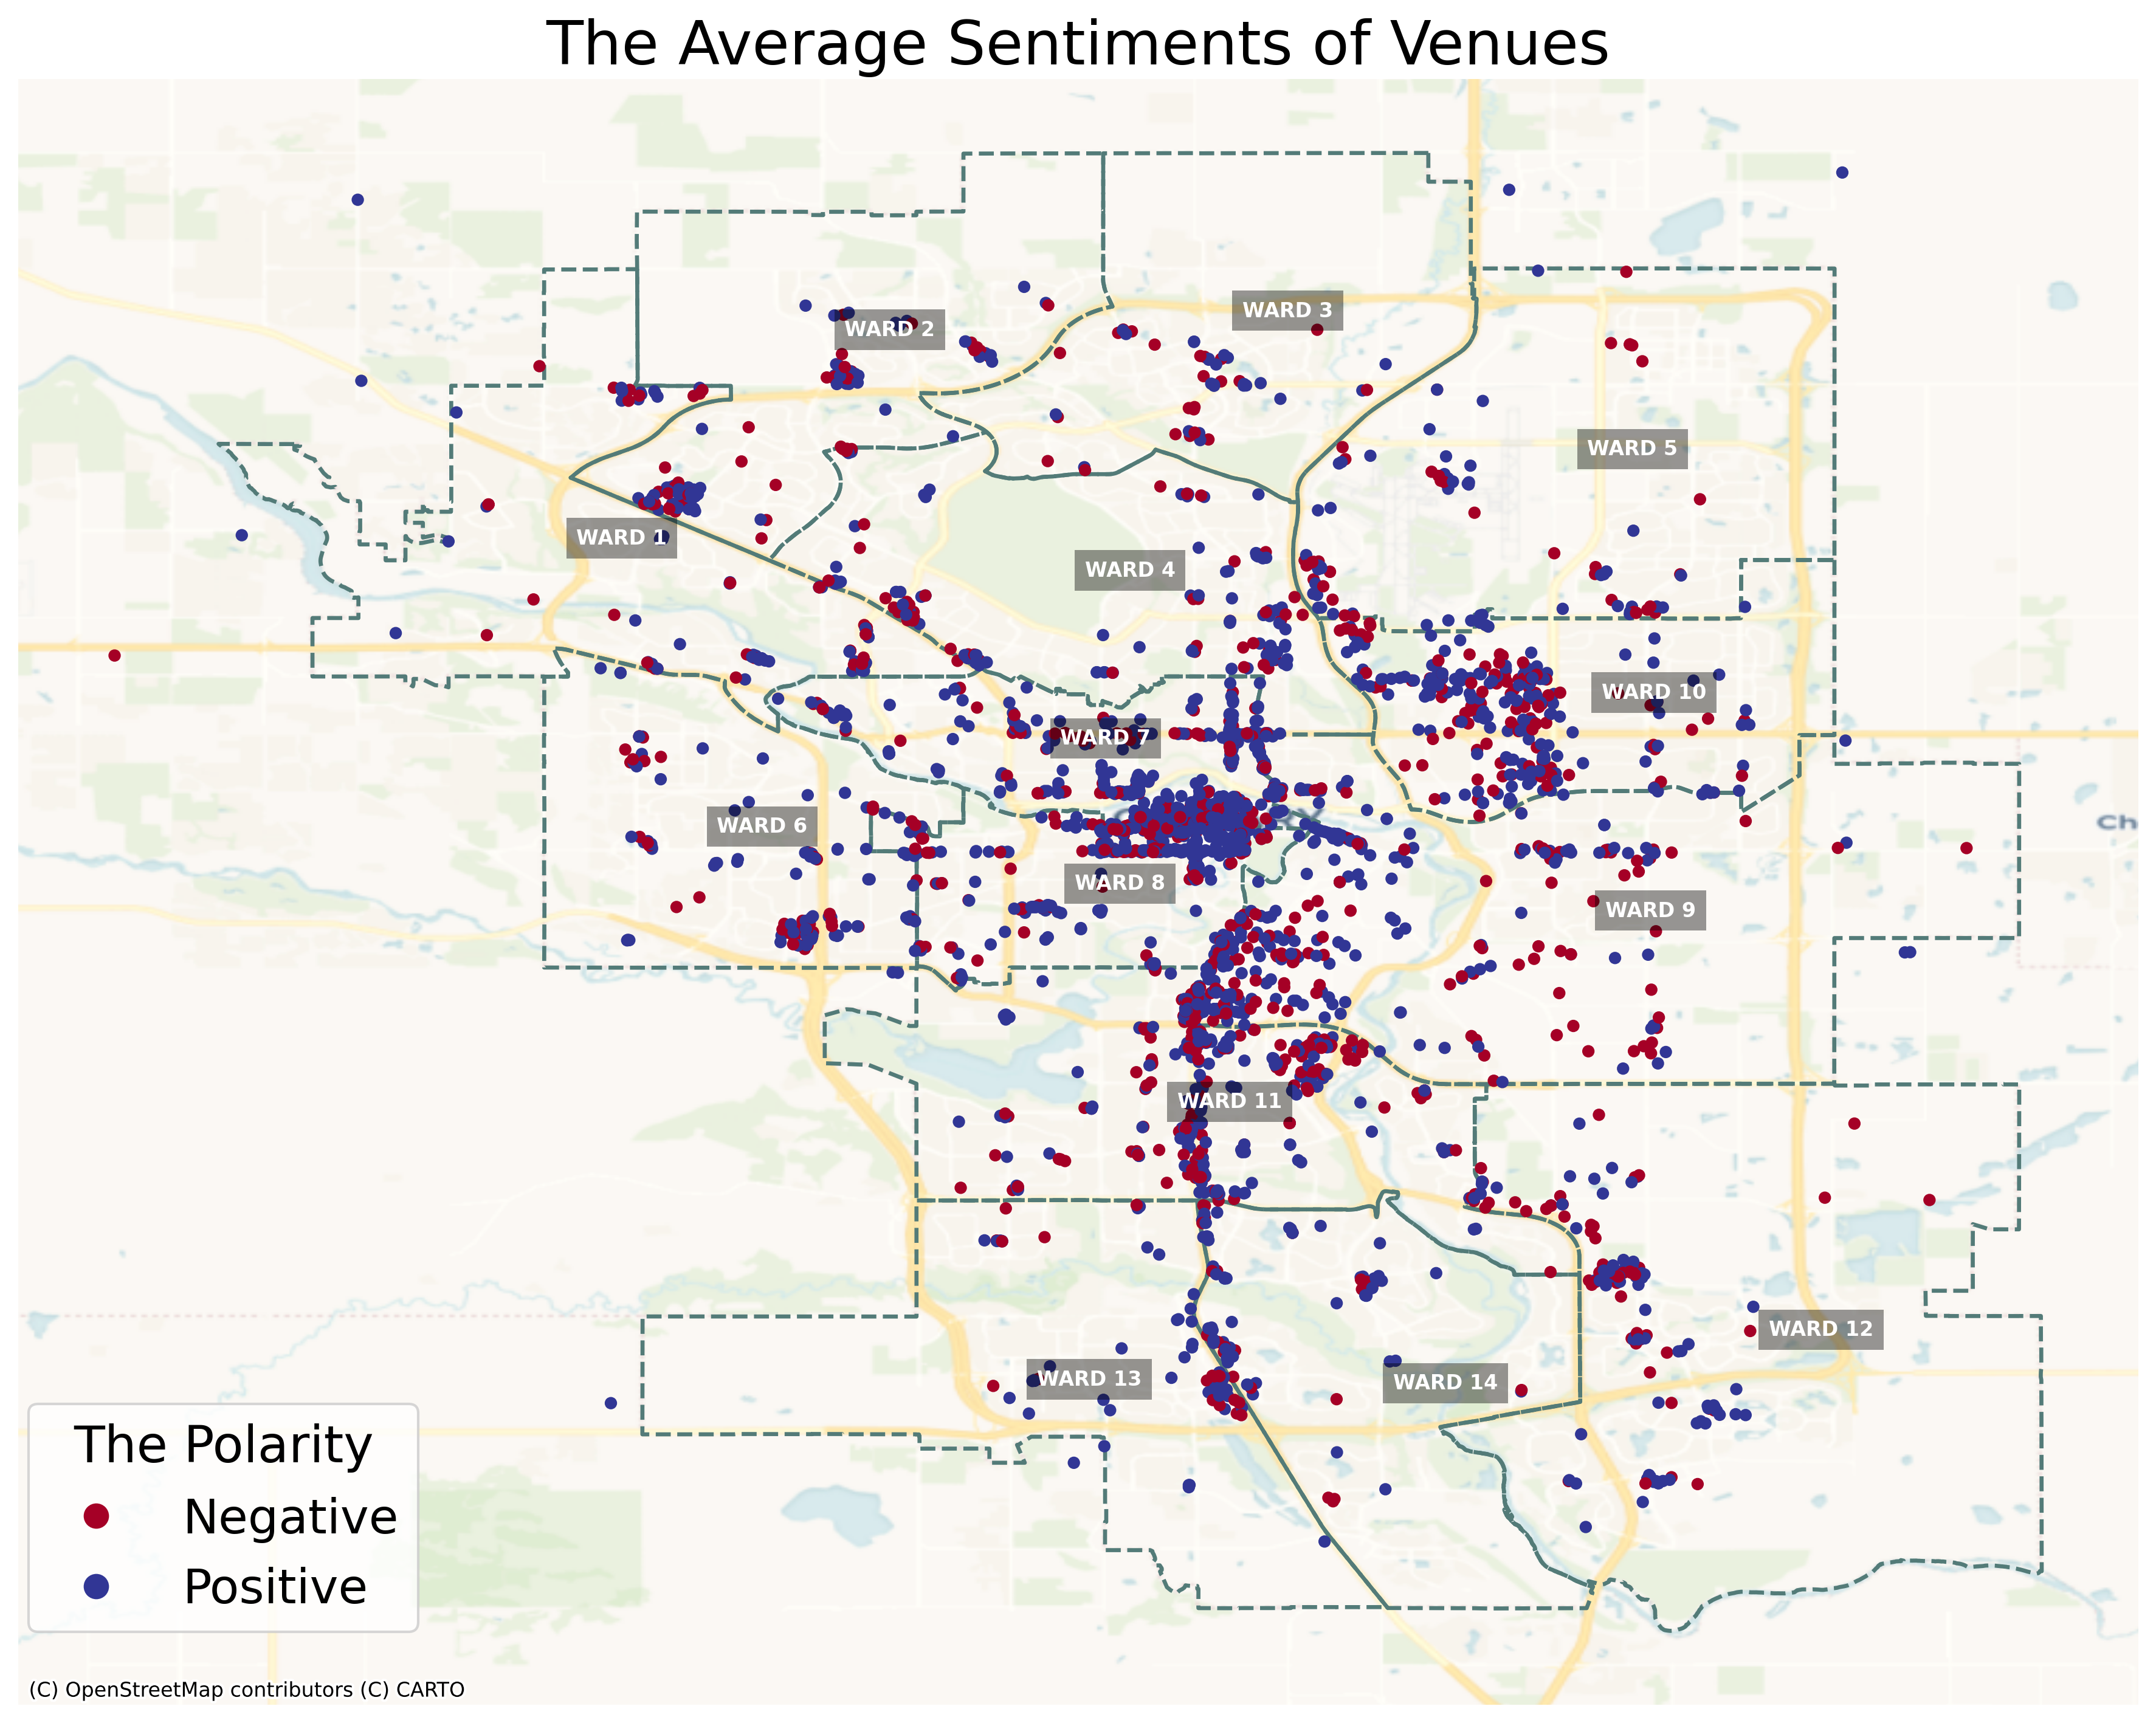 The Average Sentiments of Venues
WARD 3
WARD 2
WARD 5
WARD 1
WARD 4
WARD 10
WARD 7
Ch
WARD 6
WARD 8
WARD 9
WARD 11
WARD 12
WARD 13
WARD 14
The Polarity
Negative
Positive
(C) OpenStreetMap contributors (C) CARTO